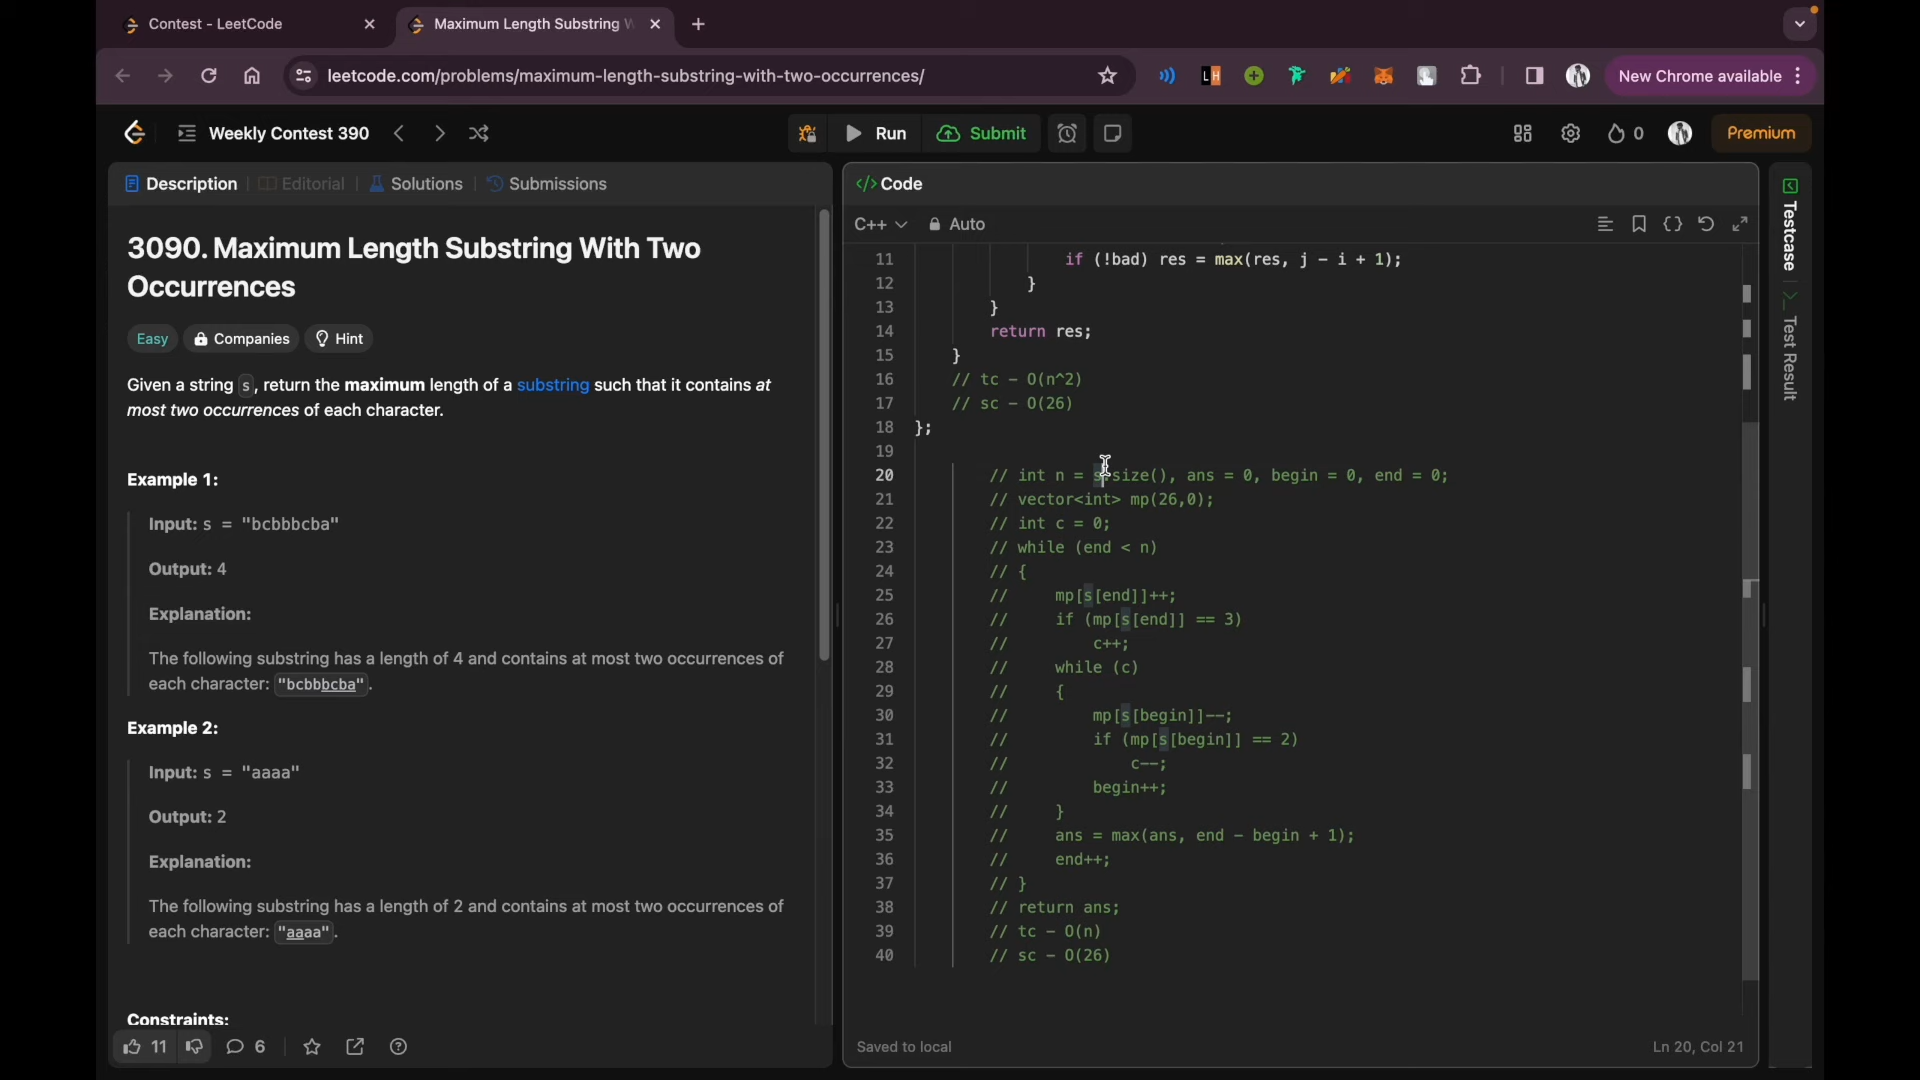 Contest - LeetCode
Maximum Length Substring W
leetcode.com/problems/maximum-length-substring-with-two-occurrences/
LH
New Chrome available
Weekly Contest 390
Run
Submit
0
Premium
Description
Editorial
Solutions
Submissions
3090. Maximum Length Substring With Two
Occurrences
Easy
Companies
Hint
Given a string s, return the maximum length of a substring such that it contains at
most two occurrences of each character.
Example 1:
Input: s = "bcbbbcba"
Output: 4
Explanation:
The following substring has a length of 4 and contains at most two occurrences of
each character: "bcbbbcba".
Example 2:
Input: s = "aaaa"
Output: 2
Explanation:
The following substring has a length of 2 and contains at most two occurrences of
each character: "aaaa".
Constraints:
11
6
</> Code
C++
Auto
11 if (!bad) res = max(res, j - i + 1);
12 }
13 }
14 return res;
15 }
16 // tc - O(n^2)
17 // sc - O(26)
18 };
19
20 // int n = s.size(), ans = 0, begin = 0, end = 0;
21 // vector<int> mp(26,0);
22 // int c = 0;
23 // while (end < n)
24 // {
25 // mp[s[end]]++;
26 // if (mp[s[end]] == 3)
27 // c++;
28 // while (c)
29 // {
30 // mp[s[begin]]--;
31 // if (mp[s[begin]] == 2)
32 // c--;
33 // begin++;
34 // }
35 // ans = max(ans, end - begin + 1);
36 // end++;
37 // }
38 // return ans;
39 // tc - O(n)
40 // sc - O(26)
Saved to local
Ln 20, Col 21
Testcase
Test Result